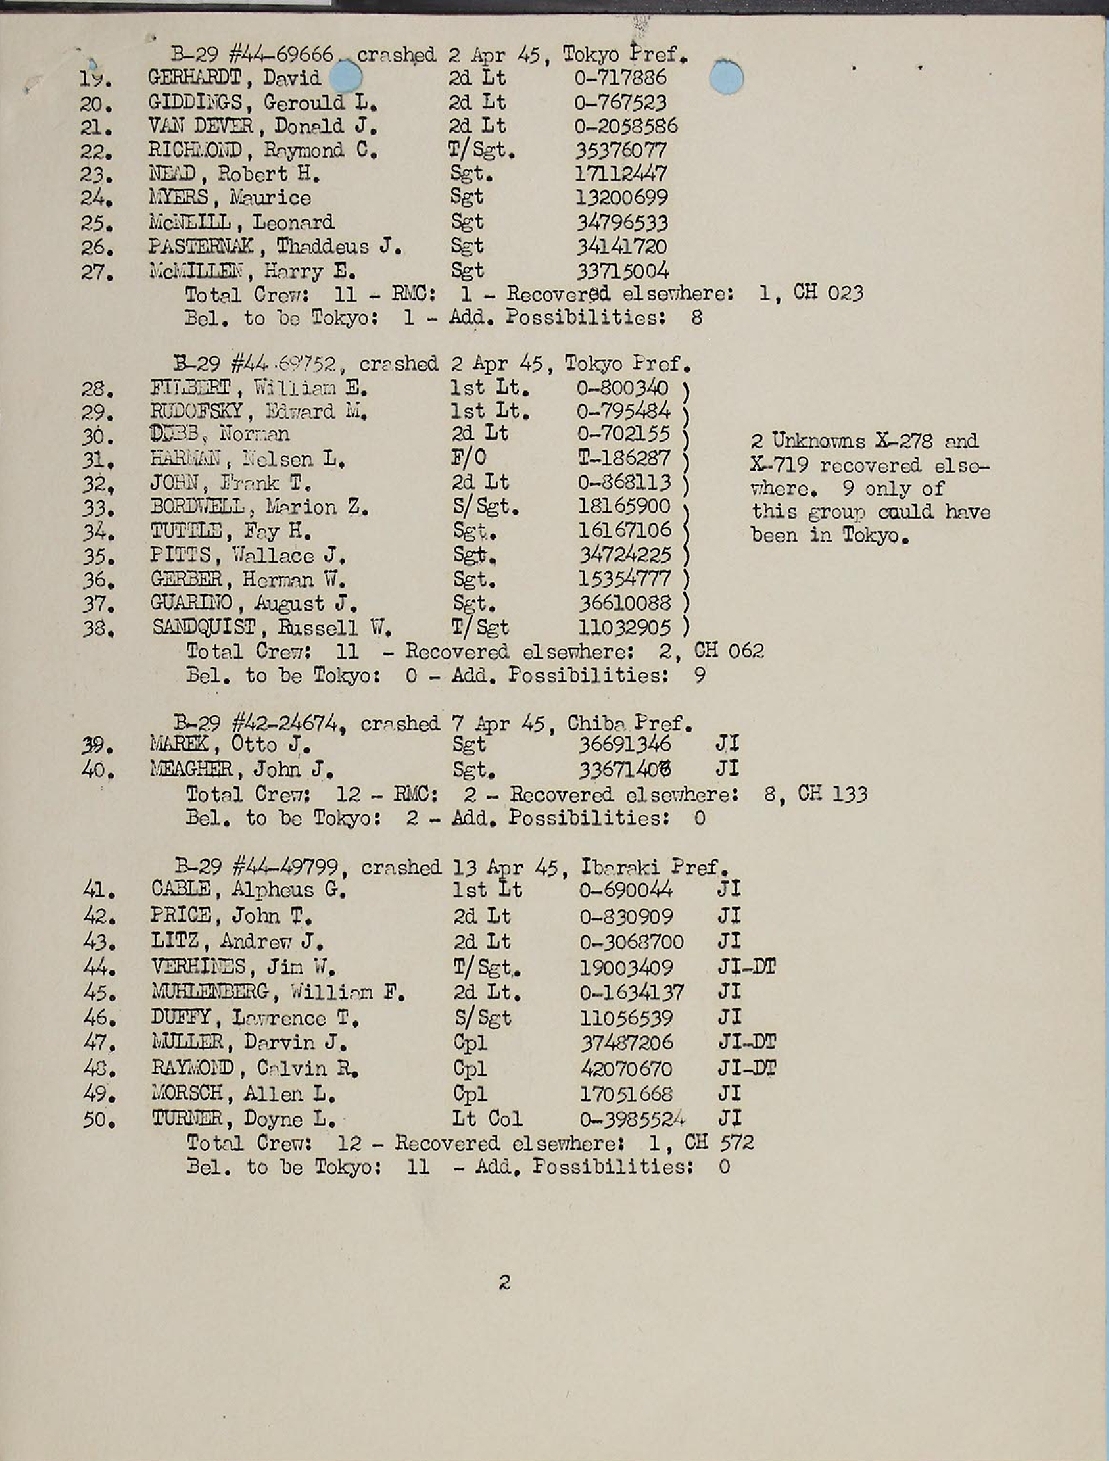 B-29 #44-69666, crashed 2 Apr 45, Tokyo Pref.
19. GERHARDT, David 2d Lt 0-717886
20. GIDDINGS, Gerould L. 2d Lt 0-767523
21. VAN DEVER, Donald J. 2d Lt 0-2058586
22. RICHMOND, Raymond C. T/Sgt. 35376077
23. NEAD, Robert H. Sgt. 17112447
24. MYERS, Maurice Sgt 13200699
25. McNEILL, Leonard Sgt 34796533
26. PASTERNAK, Thaddeus J. Sgt 34141720
27. McMILLEN, Harry E. Sgt 33715004
Total Crew: 11 - RMC: 1 - Recovered elsewhere: 1, CH 023
Bel. to be Tokyo: 1 - Add. Possibilities: 8
B-29 #44-69752, crashed 2 Apr 45, Tokyo Pref.
28. FILBERT, William E. 1st Lt. 0-800340 )
29. RUDOFSKY, Edward M. 1st Lt. 0-795484 )
30. DUBB, Norman 2d Lt 0-702155 )
31. HARMAN, Nelsen L. F/O T-186287 )
32. JOHN, Frank T. 2d Lt 0-868113 )
33. BORDWELL, Marion Z. S/Sgt. 18165900 )
34. TUTTLE, Fay H. Sgt. 16167106 )
35. PITTS, Wallace J. Sgt. 34724225 )
36. GERBER, Herman W. Sgt. 15354777 )
37. GUARINO, August J. Sgt. 36610088 )
38. SANDQUIST, Russell W. T/Sgt 11032905 )
2 Unknowns X-278 and
X-719 recovered else-
where. 9 only of
this group could have
been in Tokyo.
Total Crew: 11 - Recovered elsewhere: 2, CH 062
Bel. to be Tokyo: 0 - Add. Possibilities: 9
B-29 #42-24674, crashed 7 Apr 45, Chiba Pref.
39. MAREK, Otto J. Sgt 36691346 JI
40. MEAGHER, John J. Sgt. 33671406 JI
Total Crew: 12 - RMC: 2 - Recovered elsewhere: 8, CH 133
Bel. to be Tokyo: 2 - Add. Possibilities: 0
B-29 #44-49799, crashed 13 Apr 45, Ibaraki Pref.
41. CABLE, Alpheus G. 1st Lt 0-690044 JI
42. PRICE, John T. 2d Lt 0-830909 JI
43. LITZ, Andrew J. 2d Lt 0-3068700 JI
44. VERHINES, Jim W. T/Sgt. 19003409 JI-DT
45. MUHLENBERG, William F. 2d Lt. 0-1634137 JI
46. DUFFY, Lawrence T. S/Sgt 11056539 JI
47. MULLER, Darvin J. Cpl 37487206 JI-DT
48. RAYMOND, Calvin R. Cpl 42070670 JI-DT
49. MORSCH, Allen L. Cpl 17051668 JI
50. TURNER, Doyne L. Lt Col 0-3985524 JI
Total Crew: 12 - Recovered elsewhere: 1, CH 572
Bel. to be Tokyo: 11 - Add. Possibilities: 0
2